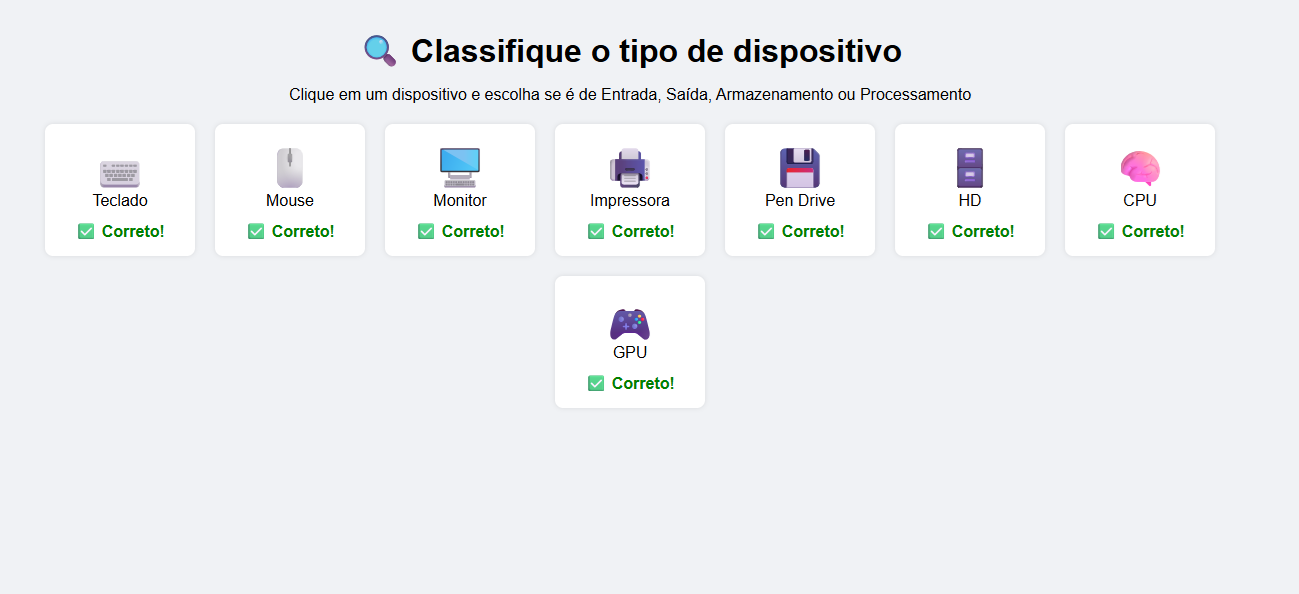 Classifique o tipo de dispositivo
Clique em um dispositivo e escolha se é de Entrada, Saída, Armazenamento ou Processamento
Teclado
Correto!
Mouse
Correto!
Monitor
Correto!
Impressora
Correto!
Pen Drive
Correto!
HD
Correto!
CPU
Correto!
GPU
Correto!